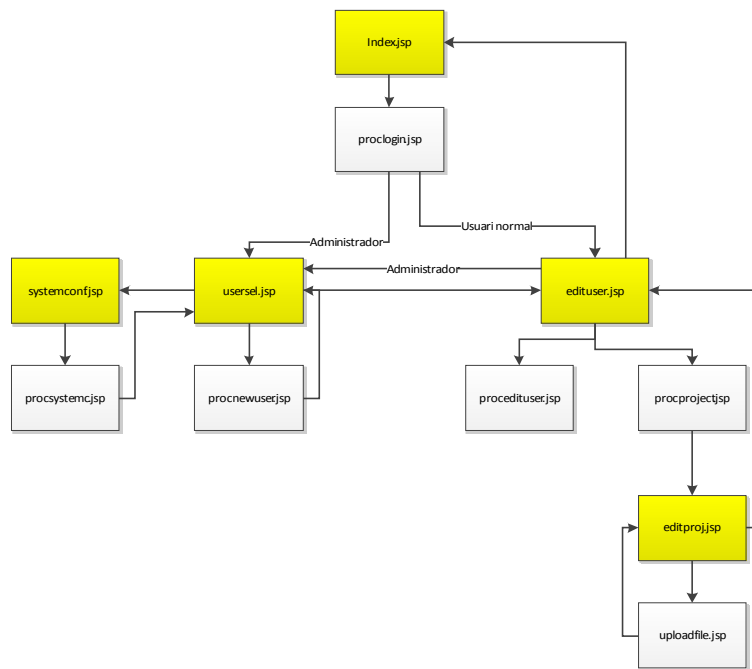 Index.jsp
proclogin.jsp
Usuari normal
Administrador
Administrador
systemconf.jsp
usersel.jsp
edituser.jsp
procsystemc.jsp
procnewuser.jsp
procedituser.jsp
procproject.jsp
editproj.jsp
uploadfile.jsp